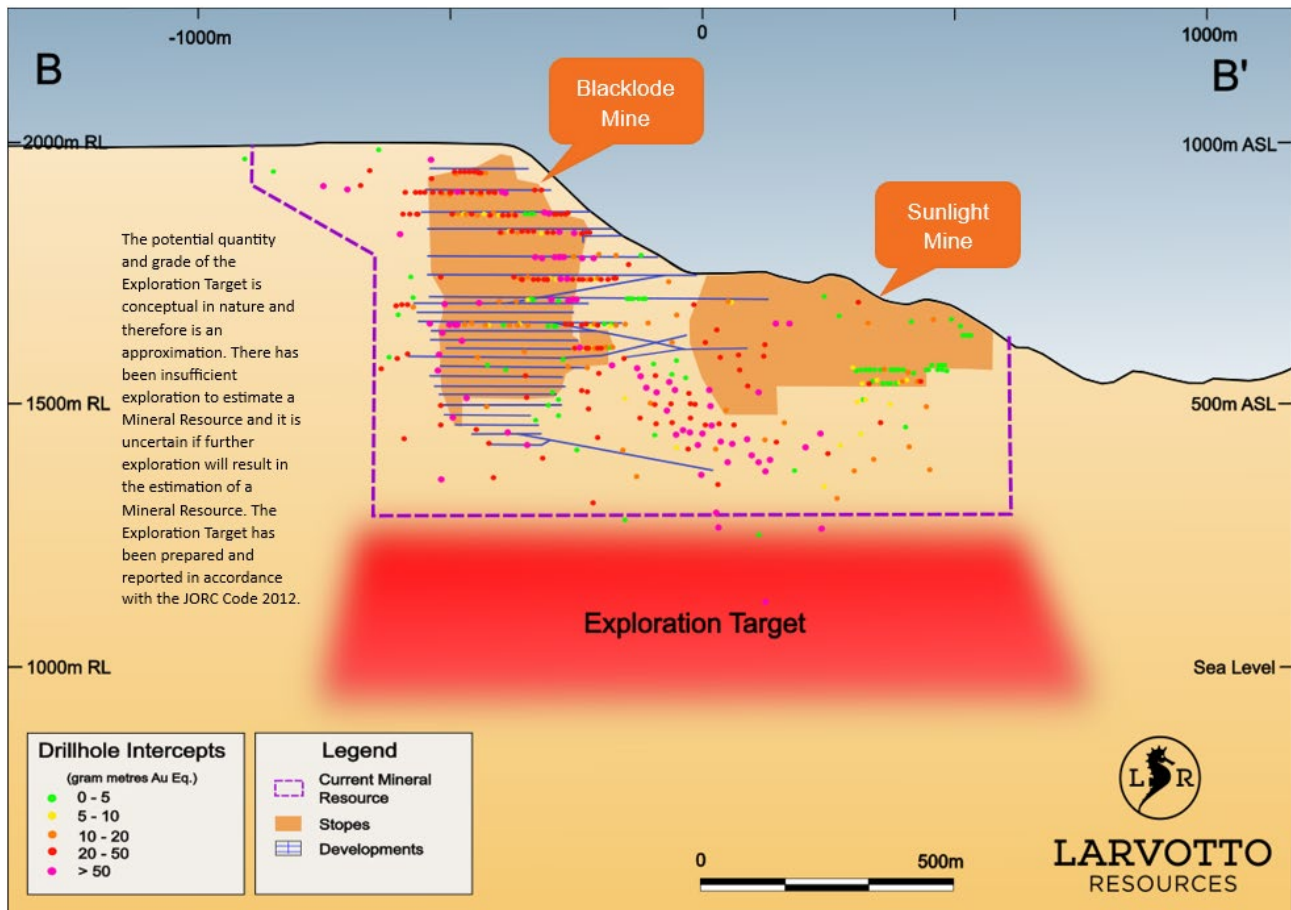 -1000m
0
1000m
B
B'
Blacklode
Mine
2000m RL
1000m ASL
Sunlight
Mine
The potential quantity
and grade of the
Exploration Target is
conceptual in nature and
therefore is an
approximation. There has
been insufficient
exploration to estimate a
Mineral Resource and it is
uncertain if further
exploration will result in
the estimation of a
Mineral Resource. The
Exploration Target has
been prepared and
reported in accordance
with the JORC Code 2012.
1500m RL
500m ASL
Exploration Target
1000m RL
Sea Level
Drillhole Intercepts
(gram metres Au Eq.)
0 - 5
5 - 10
10 - 20
20 - 50
> 50
Legend
Current Mineral
Resource
Stopes
Developments
0
500m
L R
LARVOTTO
RESOURCES